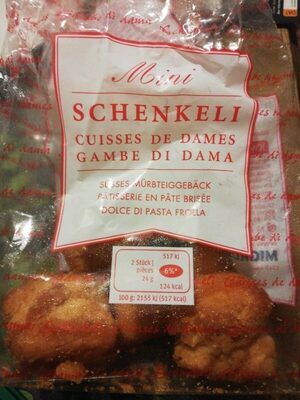 Mini
SCHENKELI
CUISSES DE DAMES
GAMBE DI DAMA
SÜSSES MÜRBTEIGGEBÄCK
PÂTISSERIE EN PÂTE BRISÉE
DOLCE DI PASTA FROLLA
2 Stück |
pièces
24 g
517 kj
6%*
124 kcal
100 g: 2155 kj (517 kcal)